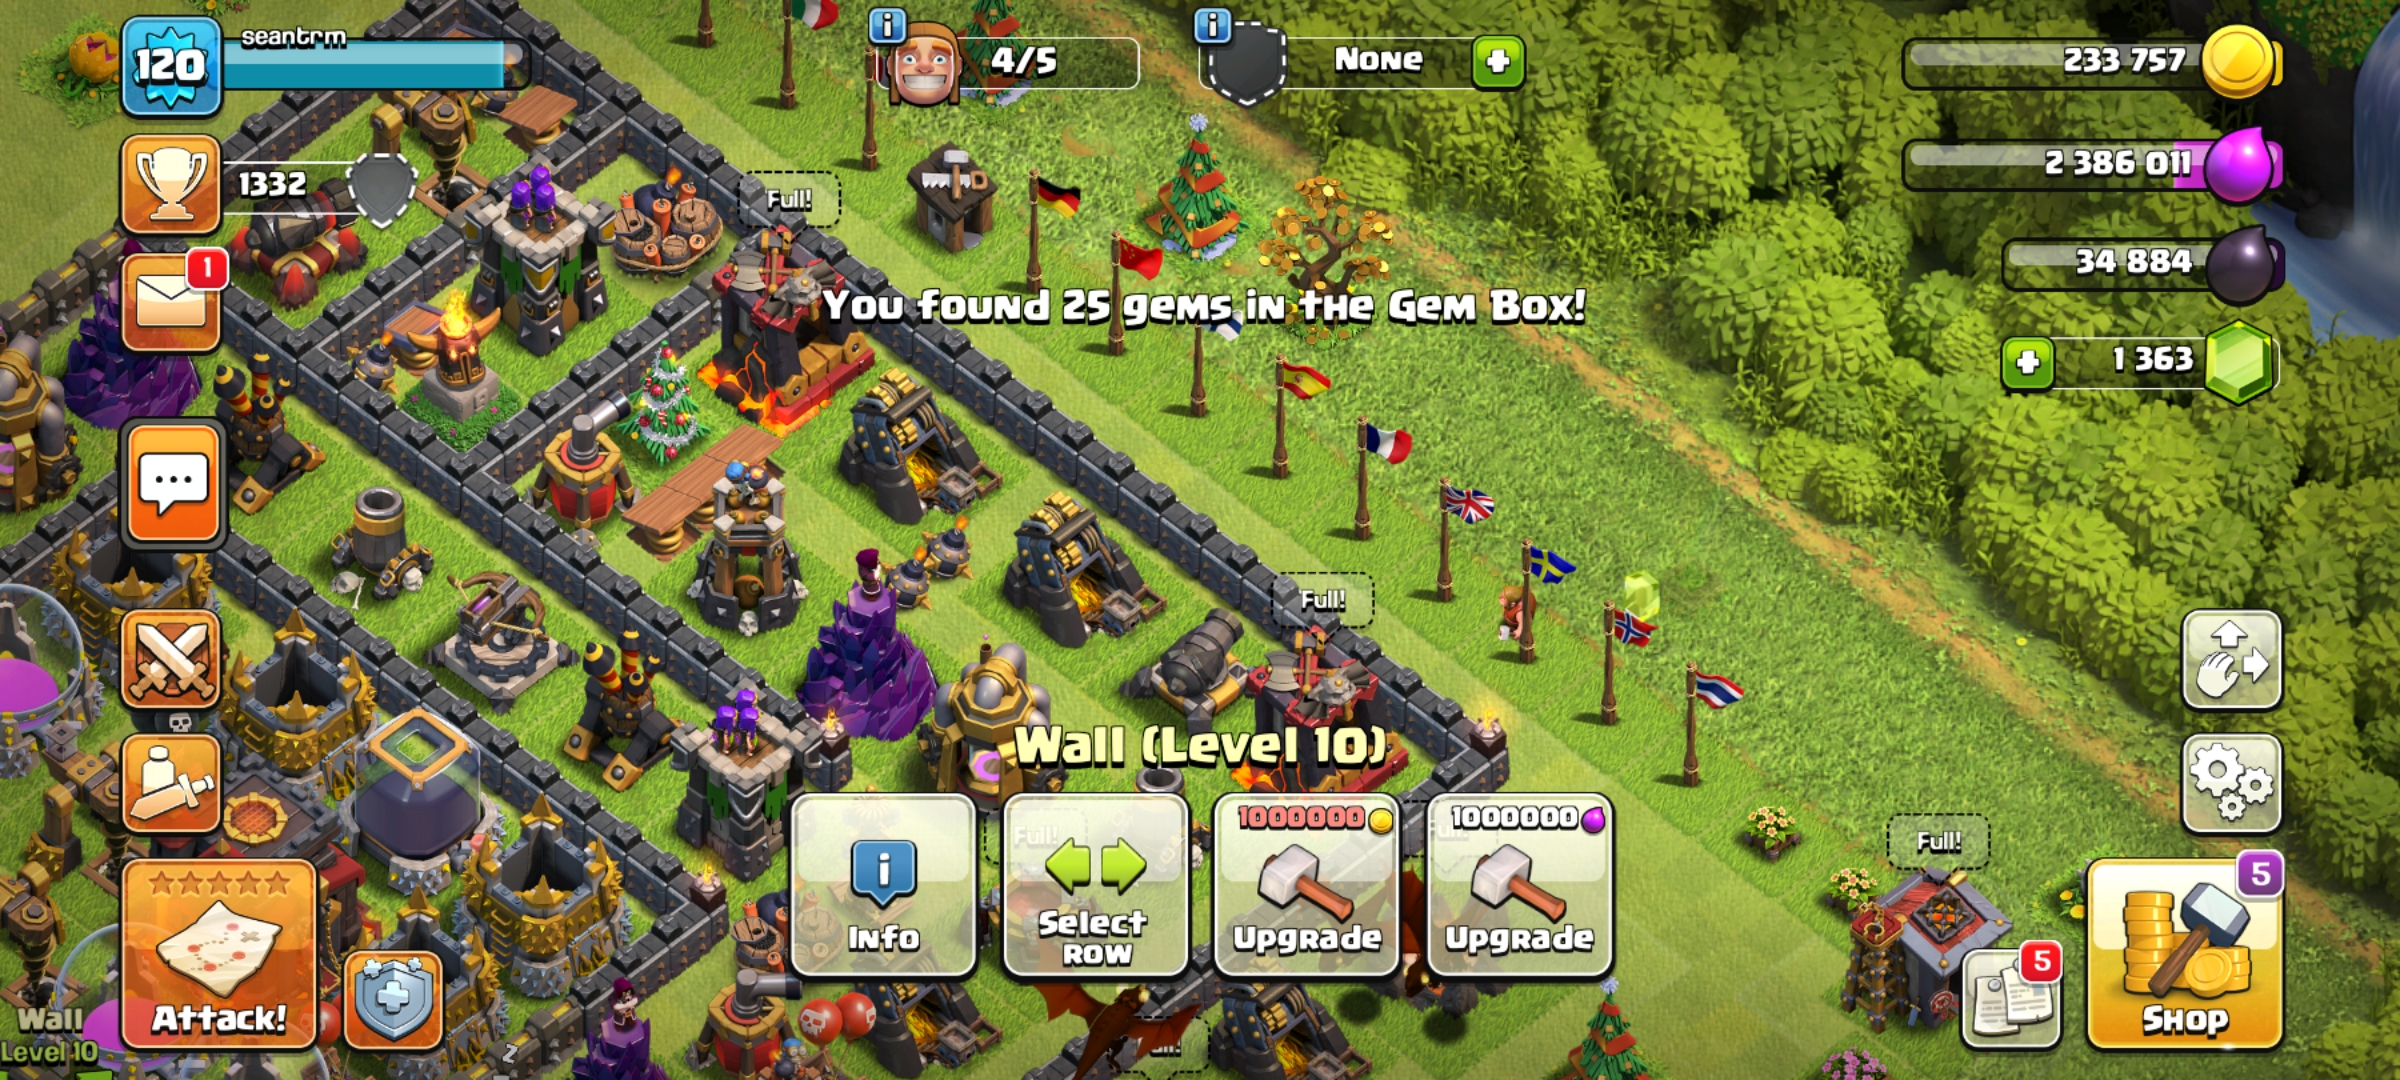 120
seantrm
4/5
None
233 757
1332
Full!
2 386 011
1
34 884
You found 25 gems in the Gem Box!
1 363
Full!
Wall (Level 10)
1000000
1000000
Full!
Full!
5
Info
Select
Row
Upgrade
Upgrade
5
Attack!
Shop
Wall
Level 10
z